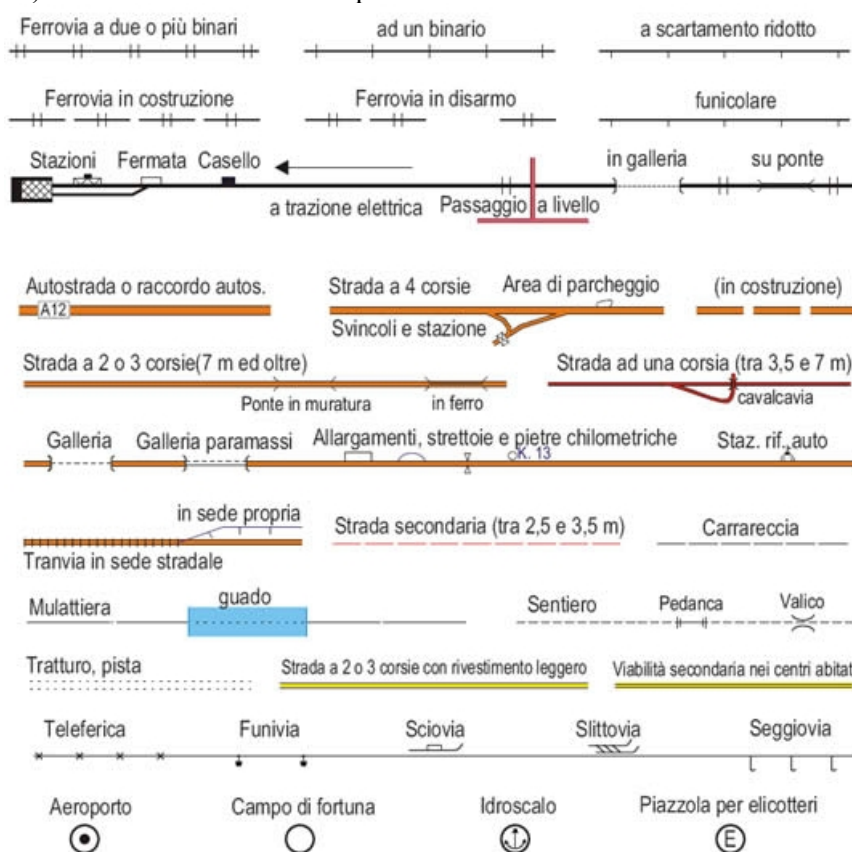 Ferrovia a due o più binari ad un binario a scartamento ridotto
Ferrovia in costruzione Ferrovia in disarmo funicolare
Stazioni Fermata Casello in galleria su ponte
a trazione elettrica Passaggio a livello
Autostrada o raccordo autos. Strada a 4 corsie Area di parcheggio (in costruzione)
A12
Svincoli e stazione
Strada a 2 o 3 corsie(7 m ed oltre) Strada ad una corsia (tra 3,5 e 7 m)
Ponte in muratura in ferro cavalcavia
Galleria Galleria paramassi Allargamenti, strettoie e pietre chilometriche Staz. rif. auto
K. 13
in sede propria Strada secondaria (tra 2,5 e 3,5 m) Carrareccia
Tranvia in sede stradale
Mulattiera guado Sentiero Pedanca Valico
Tratturo, pista Strada a 2 o 3 corsie con rivestimento leggero Viabilità secondaria nei centri abitat
Teleferica Funivia Sciovia Slittovia Seggiovia
Aeroporto Campo di fortuna Idroscalo Piazzola per elicotteri
E